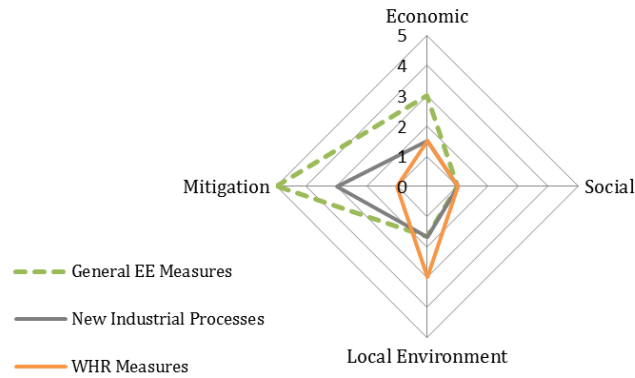 Economic
5
4
3
2
1
0
Mitigation
Social
General EE Measures
New Industrial Processes
WHR Measures
Local Environment